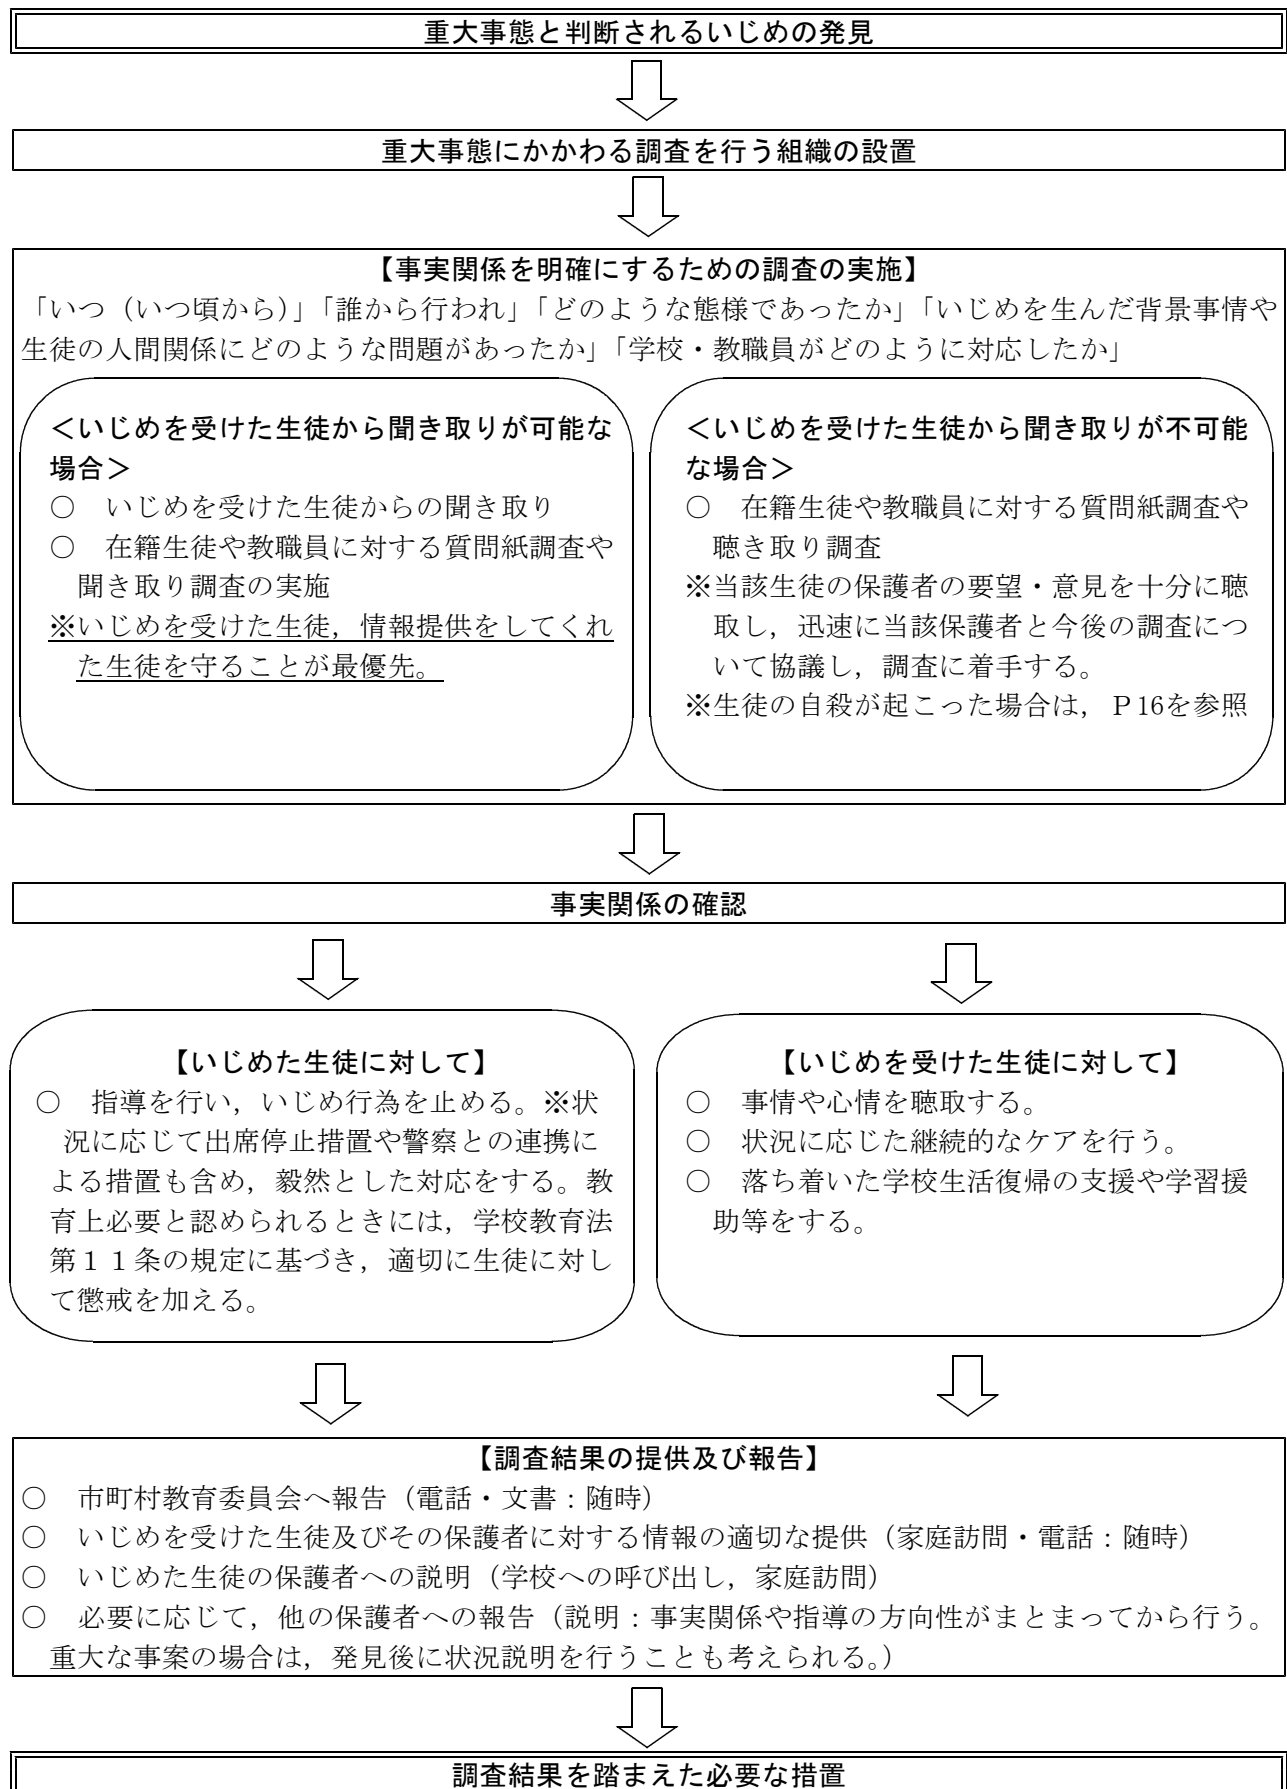 重大事態と判断されるいじめの発見
重大事態にかかわる調査を行う組織の設置
【事実関係を明確にするための調査の実施】
「いつ（いつ頃から）」「誰から行われ」「どのような態様であったか」「いじめを生んだ背景事情や
生徒の人間関係にどのような問題があったか」「学校・教職員がどのように対応したか」
＜いじめを受けた生徒から聞き取りが可能な
場合＞
○　いじめを受けた生徒からの聞き取り
○　在籍生徒や教職員に対する質問紙調査や
聞き取り調査の実施
※いじめを受けた生徒，情報提供をしてくれ
た生徒を守ることが最優先。
＜いじめを受けた生徒から聞き取りが不可能
な場合＞
○　在籍生徒や教職員に対する質問紙調査や
聴き取り調査
※当該生徒の保護者の要望・意見を十分に聴
取し，迅速に当該保護者と今後の調査につ
いて協議し，調査に着手する。
※生徒の自殺が起こった場合は，Ｐ16を参照
事実関係の確認
【いじめた生徒に対して】
○　指導を行い，いじめ行為を止める。※状
況に応じて出席停止措置や警察との連携に
よる措置も含め，毅然とした対応をする。教
育上必要と認められるときには，学校教育法
第１１条の規定に基づき，適切に生徒に対し
て懲戒を加える。
【いじめを受けた生徒に対して】
○　事情や心情を聴取する。
○　状況に応じた継続的なケアを行う。
○　落ち着いた学校生活復帰の支援や学習援
助等をする。
【調査結果の提供及び報告】
○　市町村教育委員会へ報告（電話・文書：随時）
○　いじめを受けた生徒及びその保護者に対する情報の適切な提供（家庭訪問・電話：随時）
○　いじめた生徒の保護者への説明（学校への呼び出し，家庭訪問）
○　必要に応じて，他の保護者への報告（説明：事実関係や指導の方向性がまとまってから行う。
重大な事案の場合は，発見後に状況説明を行うことも考えられる。）
調査結果を踏まえた必要な措置